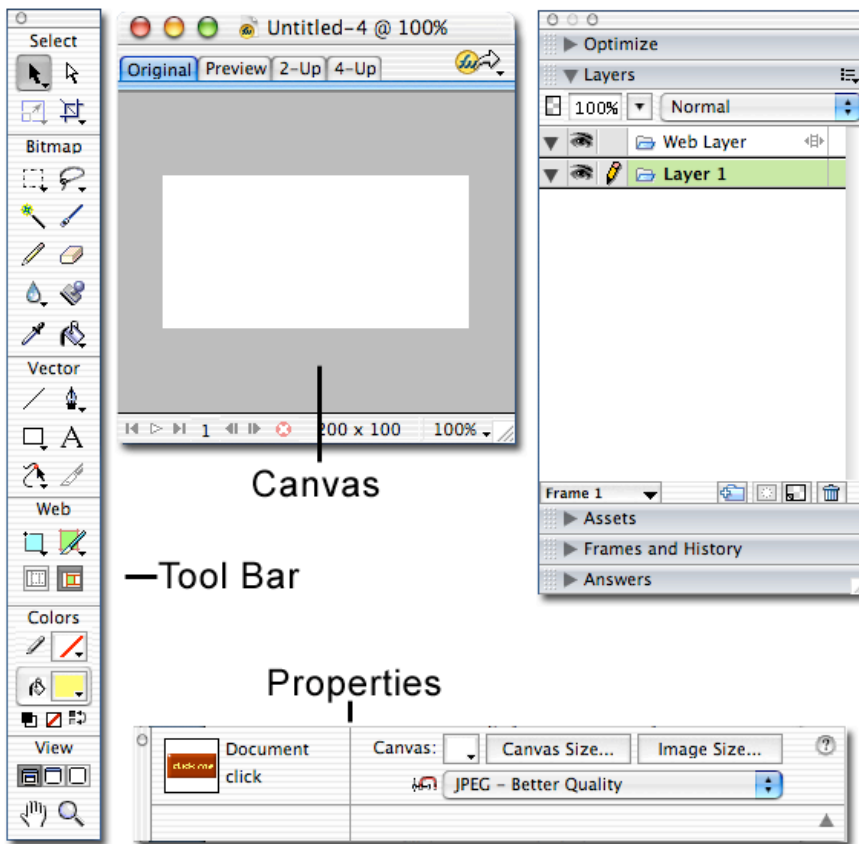 Select
Bitmap
Vector
A
Web
Colors
View
Untitled-4 @ 100%
Original Preview 2-Up 4-Up
1 200 x 100 100%
Canvas
Tool Bar
Optimize
Layers
100% Normal
Web Layer
Layer 1
Frame 1
Assets
Frames and History
Answers
Properties
click me
Document
click
Canvas: Canvas Size... Image Size... ?
JPEG - Better Quality